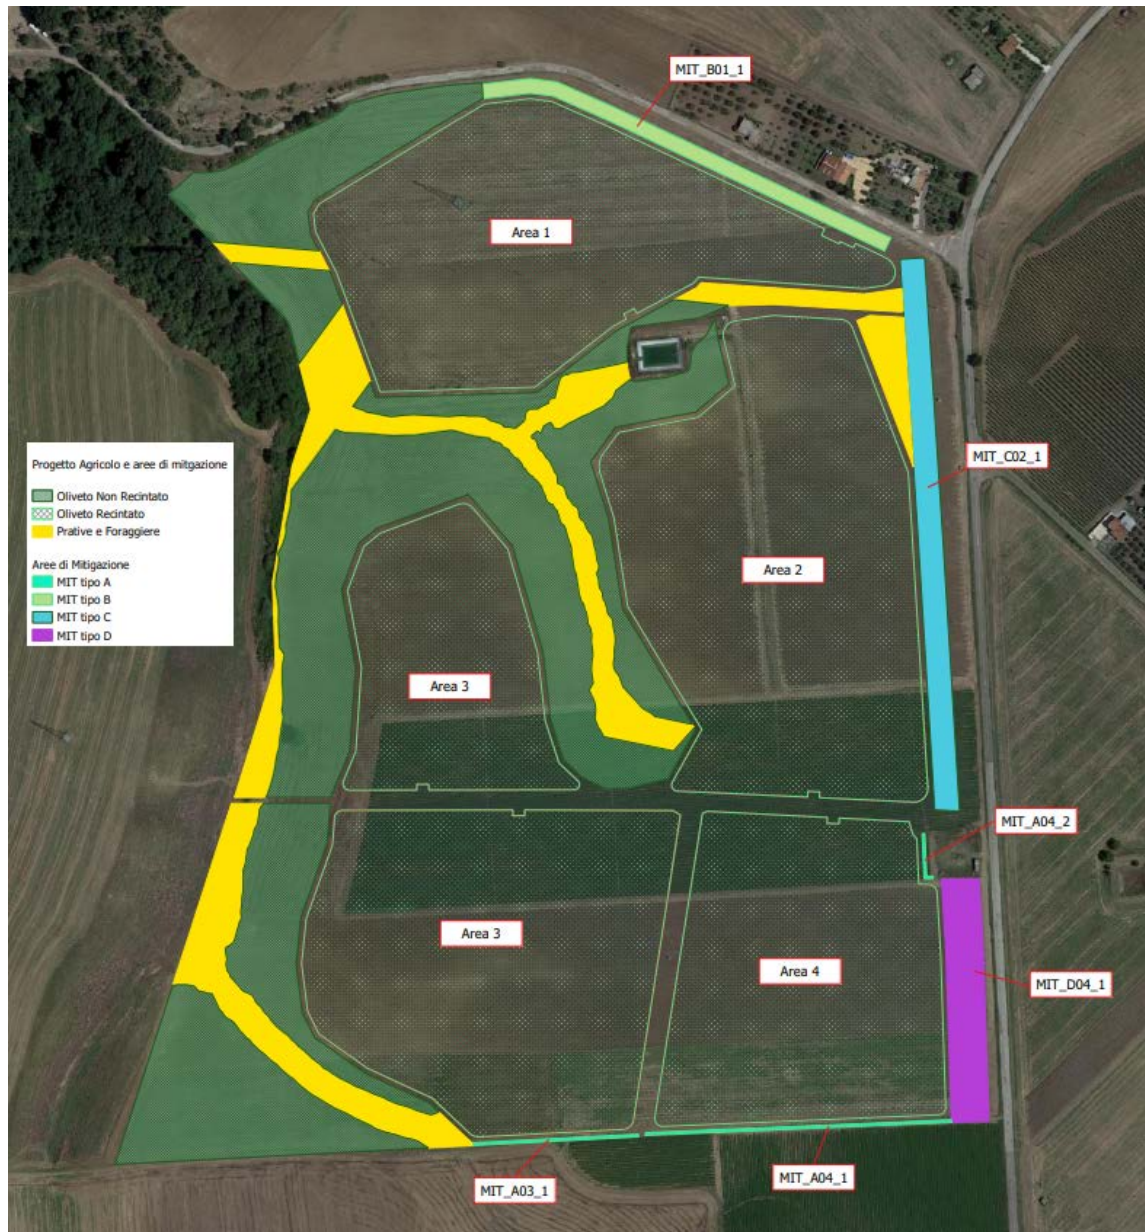 MIT_B01_1
Area 1
MIT_C02_1
Progetto Agricolo e aree di mitgazione
Oliveto Non Recintato
Oliveto Recintato
Prative e Foraggiere
Aree di Mitigazione
MIT tipo A
MIT tipo B
MIT tipo C
MIT tipo D
Area 2
Area 3
MIT_A04_2
Area 3
Area 4
MIT_D04_1
MIT_A03_1
MIT_A04_1